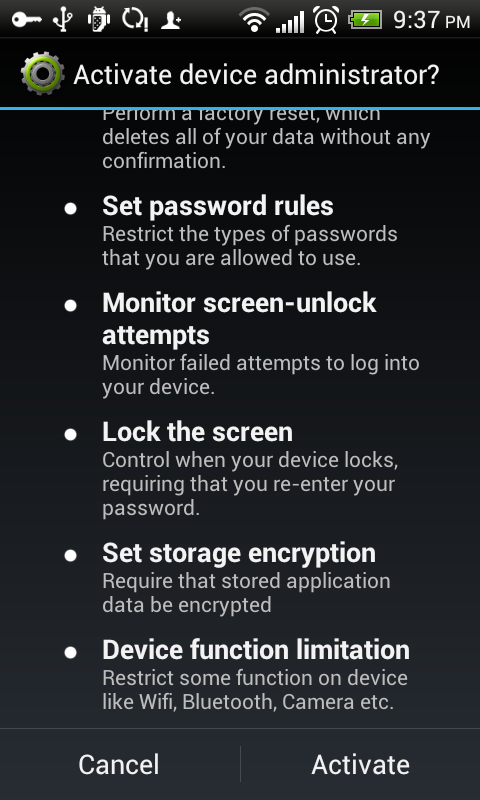 9:37 PM
Activate device administrator?
Perform a factory reset, which
deletes all of your data without any
confirmation.
Set password rules
Restrict the types of passwords
that you are allowed to use.
Monitor screen-unlock
attempts
Monitor failed attempts to log into
your device.
Lock the screen
Control when your device locks,
requiring that you re-enter your
password.
Set storage encryption
Require that stored application
data be encrypted
Device function limitation
Restrict some function on device
like Wifi, Bluetooth, Camera etc.
Cancel
Activate